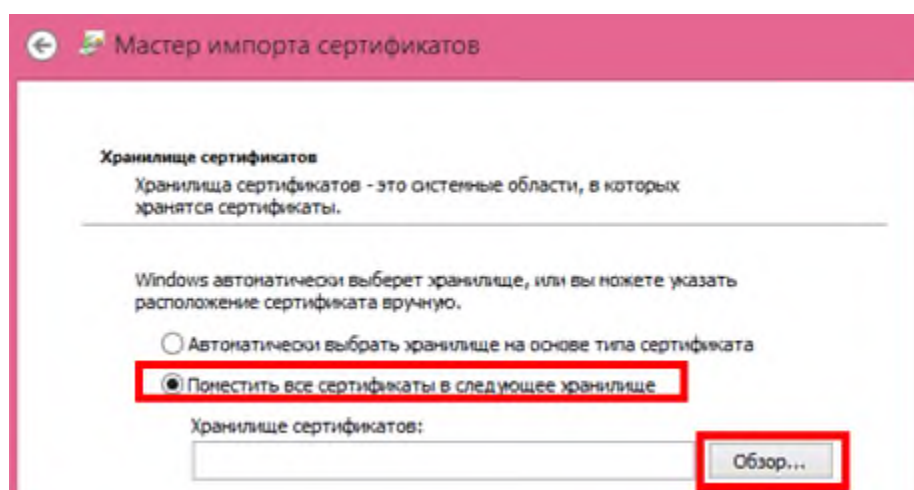 Мастер импорта сертификатов
Хранилище сертификатов
Хранилища сертификатов - это системные области, в которых
хранятся сертификаты.
Windows автоматически выберет хранилище, или вы можете указать
расположение сертификата вручную.
Автоматически выбрать хранилище на основе типа сертификата
Поместить все сертификаты в следующее хранилище
Хранилище сертификатов:
Обзор...